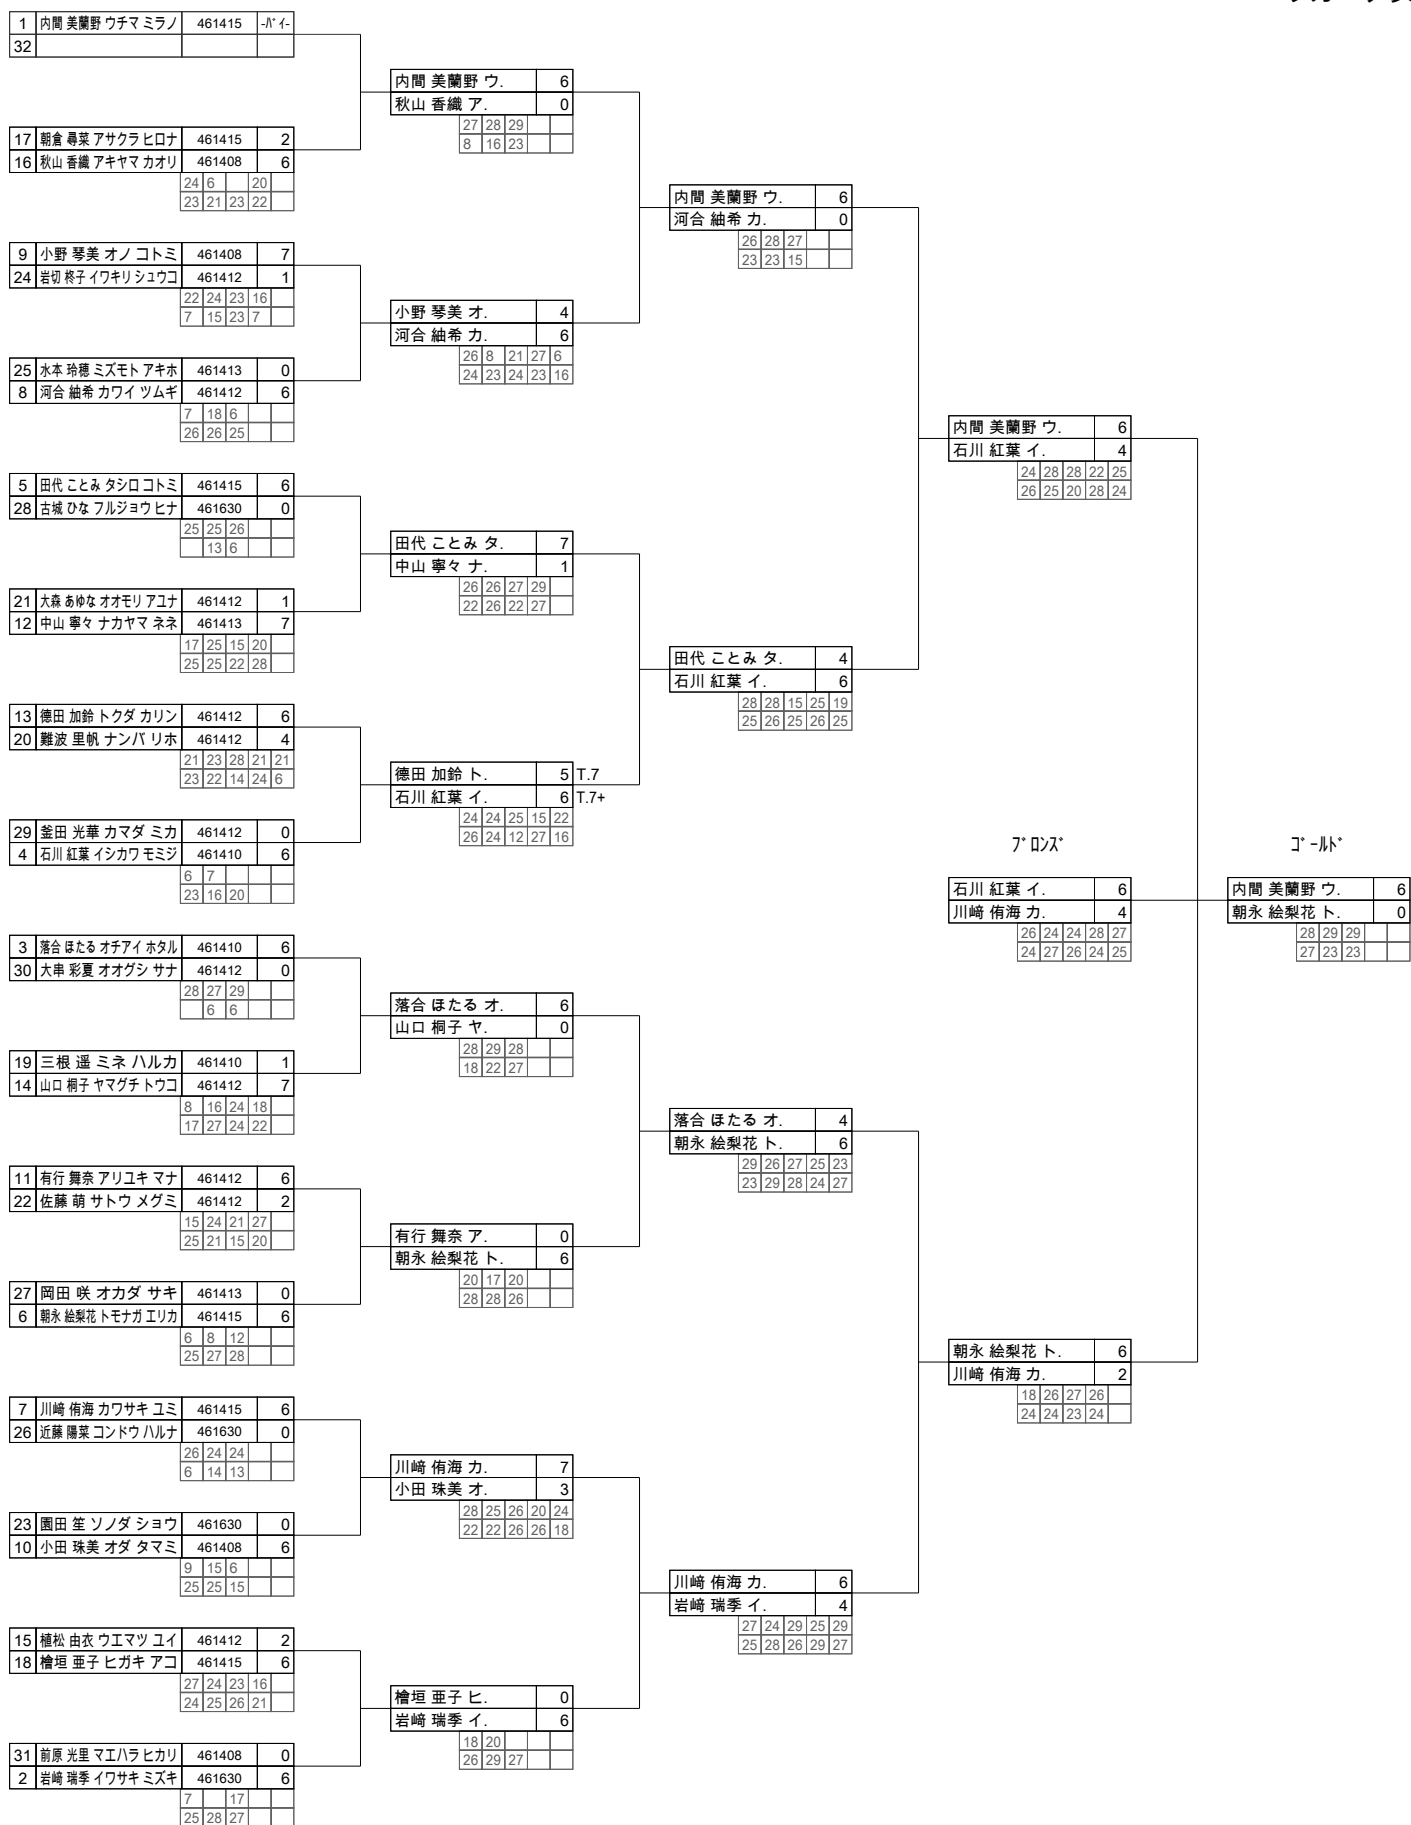 1 内間 美蘭野 ウチマ ミラノ 461415 -バイ-
32
内間 美蘭野 ウ. 6
秋山 香織 ア. 0
27 28 29
8 16 23
17 朝倉 尋菜 アサクラ ヒロナ 461415 2
16 秋山 香織 アキヤマ カオリ 461408 6
24 6 20
23 21 23 22
内間 美蘭野 ウ. 6
河合 紬希 カ. 0
26 28 27
23 23 15
9 小野 琴美 オノ コトミ 461408 7
24 岩切 柊子 イワキリ シュウコ 461412 1
22 24 23 16
7 15 23 7
小野 琴美 オ. 4
河合 紬希 カ. 6
26 8 21 27 6
24 23 24 23 16
25 水本 玲穂 ミズモト アキホ 461413 0
8 河合 紬希 カワイ ツムギ 461412 6
7 18 6
26 26 25
内間 美蘭野 ウ. 6
石川 紅葉 イ. 4
24 28 28 22 25
26 25 20 28 24
5 田代 ことみ タシロ コトミ 461415 6
28 古城 ひな フルジョウ ヒナ 461630 0
25 25 26
13 6
田代 ことみ タ. 7
中山 寧々 ナ. 1
26 26 27 29
22 26 22 27
21 大森 あゆな オオモリ アユナ 461412 1
12 中山 寧々 ナカヤマ ネネ 461413 7
17 25 15 20
25 25 22 28
田代 ことみ タ. 4
石川 紅葉 イ. 6
28 28 15 25 19
25 26 25 26 25
13 德田 加鈴 トクダ カリン 461412 6
20 難波 里帆 ナンバ リホ 461412 4
21 23 28 21 21
23 22 14 24 6
德田 加鈴 ト. 5 T.7
石川 紅葉 イ. 6 T.7+
24 24 25 15 22
26 24 12 27 16
29 釜田 光華 カマダ ミカ 461412 0
4 石川 紅葉 イシカワ モミジ 461410 6
6 7
23 16 20
ブロンズ
ゴールド
石川 紅葉 イ. 6
川﨑 侑海 カ. 4
26 24 24 28 27
24 27 26 24 25
内間 美蘭野 ウ. 6
朝永 絵梨花 ト. 0
28 29 29
27 23 23
3 落合 ほたる オチアイ ホタル 461410 6
30 大串 彩夏 オオグシ サナ 461412 0
28 27 29
6 6
落合 ほたる オ. 6
山口 桐子 ヤ. 0
28 29 28
18 22 27
19 三根 遥 ミネ ハルカ 461410 1
14 山口 桐子 ヤマグチ トウコ 461412 7
8 16 24 18
17 27 24 22
落合 ほたる オ. 4
朝永 絵梨花 ト. 6
29 26 27 25 23
23 29 28 24 27
11 有行 舞奈 アリユキ マナ 461412 6
22 佐藤 萌 サトウ メグミ 461412 2
15 24 21 27
25 21 15 20
有行 舞奈 ア. 0
朝永 絵梨花 ト. 6
20 17 20
28 28 26
27 岡田 咲 オカダ サキ 461413 0
6 朝永 絵梨花 トモナガ エリカ 461415 6
6 8 12
25 27 28
朝永 絵梨花 ト. 6
川﨑 侑海 カ. 2
18 26 27 26
24 24 23 24
7 川﨑 侑海 カワサキ ユミ 461415 6
26 近藤 陽菜 コンドウ ハルナ 461630 0
26 24 24
6 14 13
川﨑 侑海 カ. 7
小田 珠美 オ. 3
28 25 26 20 24
22 22 26 26 18
23 園田 笙 ソノダ ショウ 461630 0
10 小田 珠美 オダ タマミ 461408 6
9 15 6
25 25 15
川﨑 侑海 カ. 6
岩﨑 瑞季 イ. 4
27 24 29 25 29
25 28 26 29 27
15 植松 由衣 ウエマツ ユイ 461412 2
18 檜垣 亜子 ヒガキ アコ 461415 6
27 24 23 16
24 25 26 21
檜垣 亜子 ヒ. 0
岩﨑 瑞季 イ. 6
18 20
26 29 27
31 前原 光里 マエハラ ヒカリ 461408 0
2 岩﨑 瑞季 イワサキ ミズキ 461630 6
7 17
25 28 27